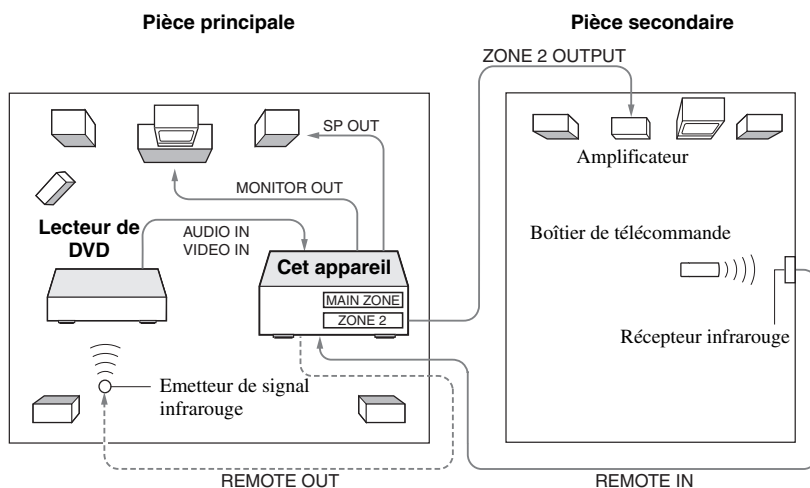 Pièce principale
Pièce secondaire
ZONE 2 OUTPUT
SP OUT
Amplificateur
MONITOR OUT
Lecteur de
DVD
AUDIO IN
VIDEO IN
Cet appareil
MAIN ZONE
ZONE 2
Boîtier de télécommande
Récepteur infrarouge
Emetteur de signal
infrarouge
REMOTE OUT
REMOTE IN